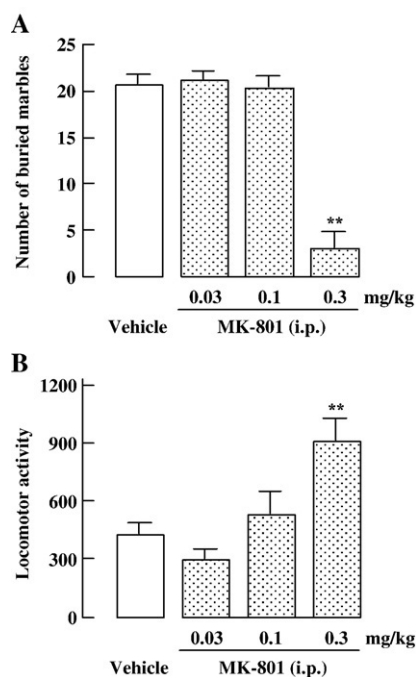 A
Number of buried marbles
25
20
15
10
5
0
**
0.03 0.1 0.3 mg/kg
Vehicle MK-801 (i.p.)
B
Locomotor activity
1200
900
600
300
0
**
0.03 0.1 0.3 mg/kg
Vehicle MK-801 (i.p.)